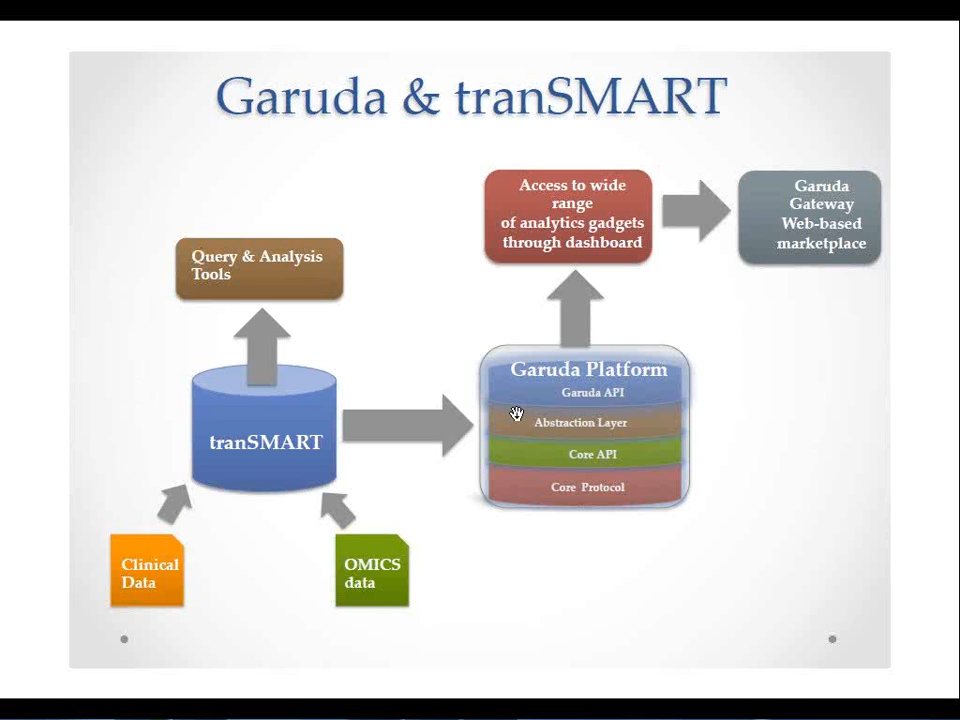 Garuda & tranSMART
Access to wide
range
of analytics gadgets
through dashboard
Garuda
Gateway
Web-based
marketplace
Query & Analysis
Tools
Garuda Platform
Garuda API
Abstraction Layer
Core API
Core Protocol
tranSMART
Clinical
Data
OMICS
data